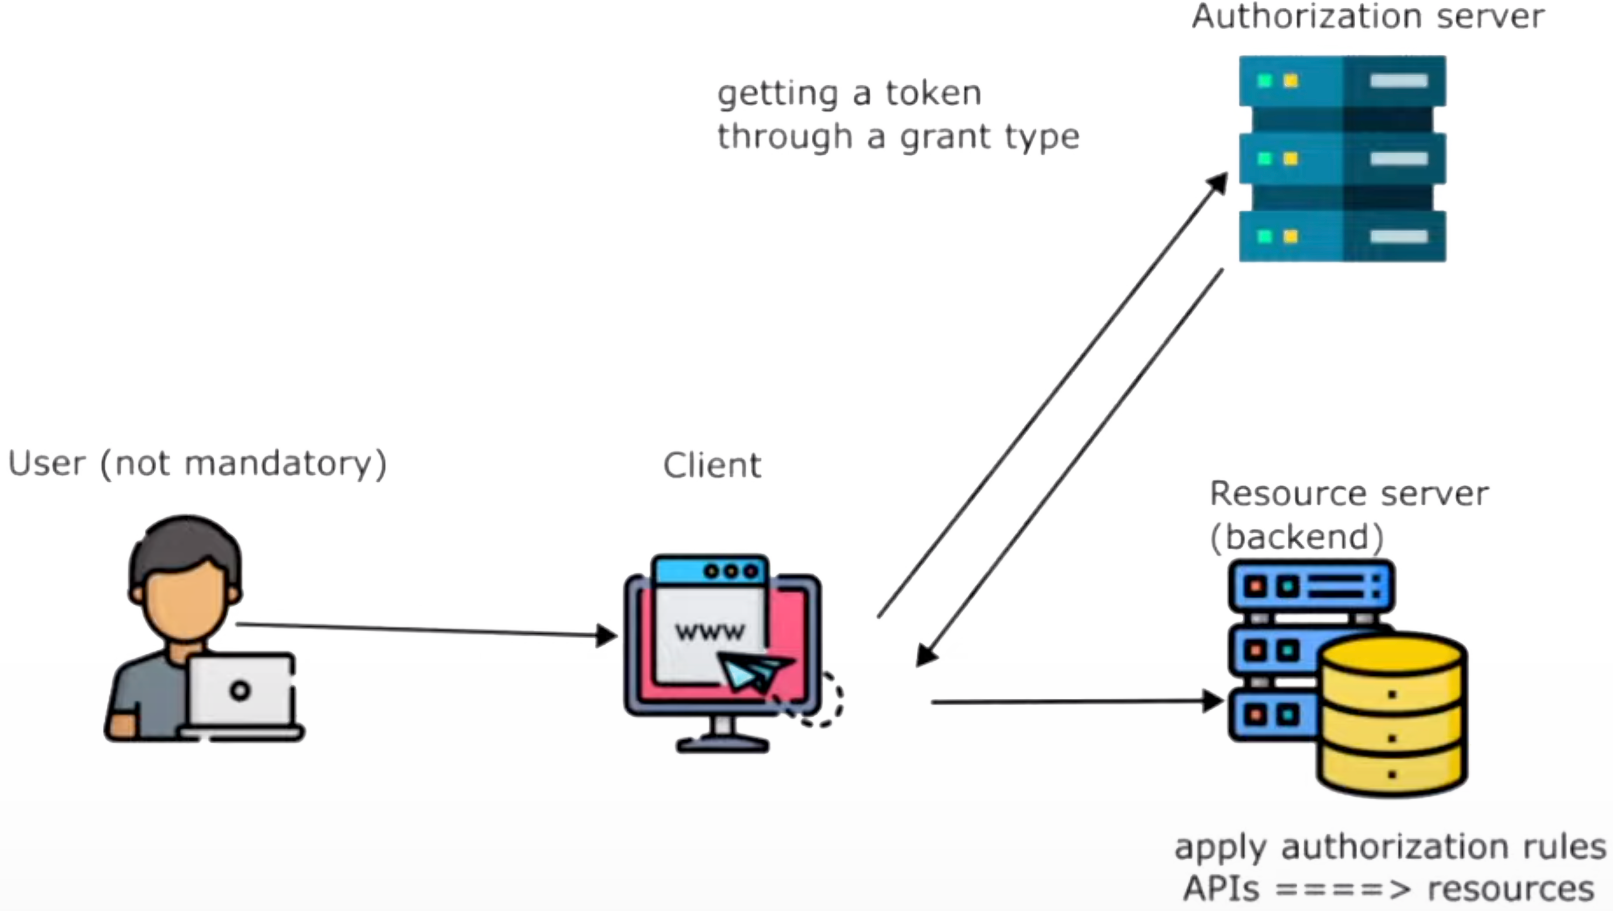 Authorization server
getting a token
through a grant type
User (not mandatory)
Client
Resource server
(backend)
www
apply authorization rules
APIs ====> resources